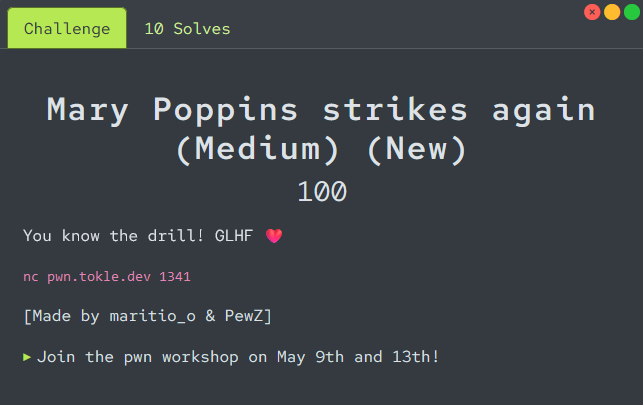 Challenge
10 Solves
Mary Poppins strikes again
(Medium) (New)
100
You know the drill! GLHF 💗
nc pwn.tokle.dev 1341
[Made by maritio_o & PewZ]
▸ Join the pwn workshop on May 9th and 13th!